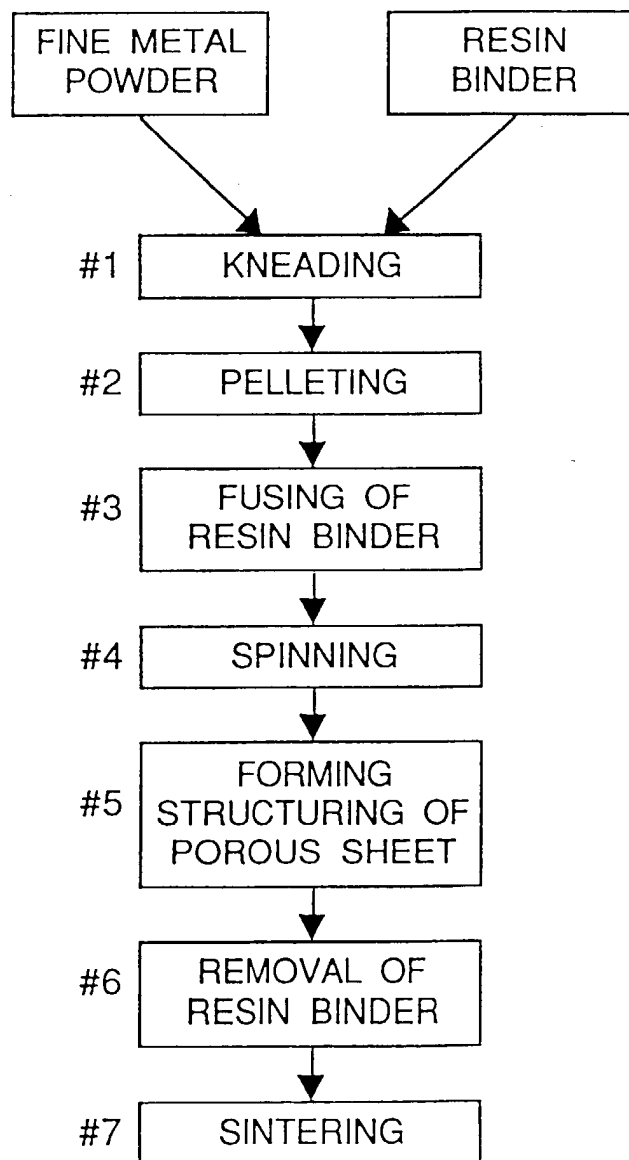 FINE METAL
POWDER
RESIN
BINDER
#1 KNEADING
#2 PELLETING
#3 FUSING OF
RESIN BINDER
#4 SPINNING
#5 FORMING
STRUCTURING OF
POROUS SHEET
#6 REMOVAL OF
RESIN BINDER
#7 SINTERING